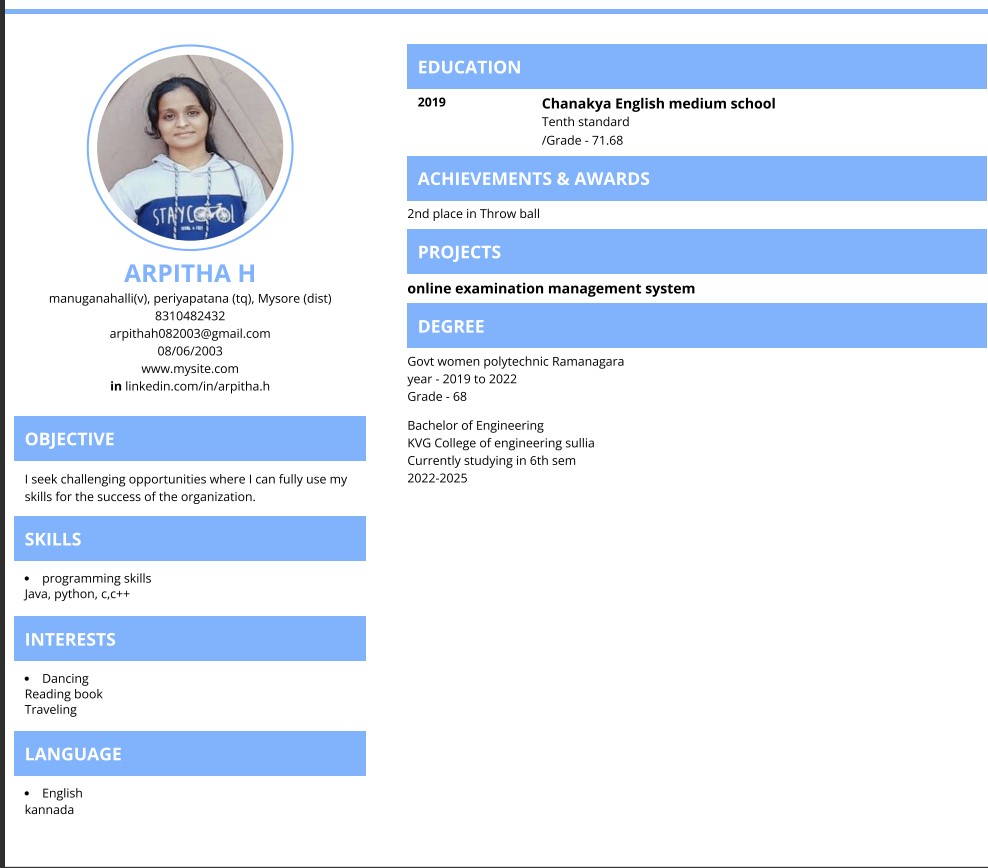 ARPITHA H
manuganahalli(v), periyapatana (tq), Mysore (dist)
8310482432
arpithah082003@gmail.com
08/06/2003
www.mysite.com
in linkedin.com/in/arpitha.h
OBJECTIVE
I seek challenging opportunities where I can fully use my
skills for the success of the organization.
SKILLS
• programming skills
Java, python, c,c++
INTERESTS
• Dancing
Reading book
Traveling
LANGUAGE
• English
kannada
EDUCATION
2019 Chanakya English medium school
Tenth standard
/Grade - 71.68
ACHIEVEMENTS & AWARDS
2nd place in Throw ball
PROJECTS
online examination management system
DEGREE
Govt women polytechnic Ramanagara
year - 2019 to 2022
Grade - 68
Bachelor of Engineering
KVG College of engineering sullia
Currently studying in 6th sem
2022-2025
STAYCOOL